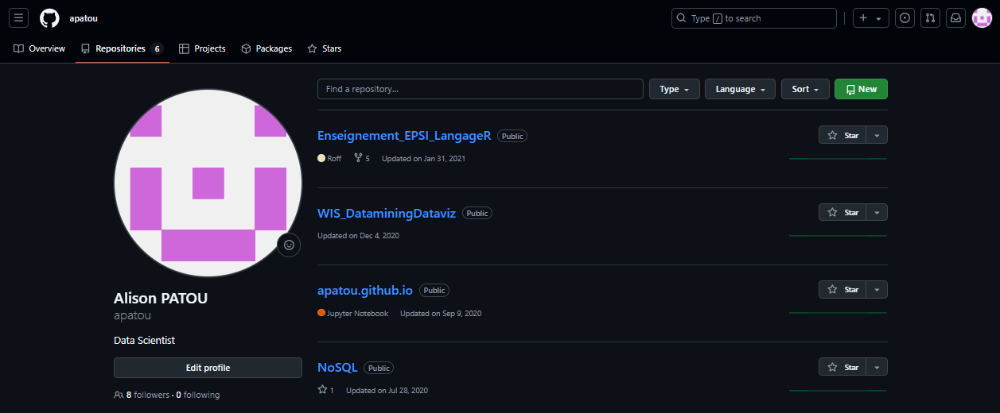 apatou
Type / to search
Overview
Repositories 6
Projects
Packages
Stars
Find a repository...
Type
Language
Sort
New
Enseignement_EPSI_LangageR Public
Star
Roff 5 Updated on Jan 31, 2021
WIS_DataminingDataviz Public
Star
Updated on Dec 4, 2020
apatou.github.io Public
Star
Jupyter Notebook Updated on Sep 9, 2020
NoSQL Public
Star
1 Updated on Jul 28, 2020
Alison PATOU
apatou
Data Scientist
Edit profile
8 followers · 0 following